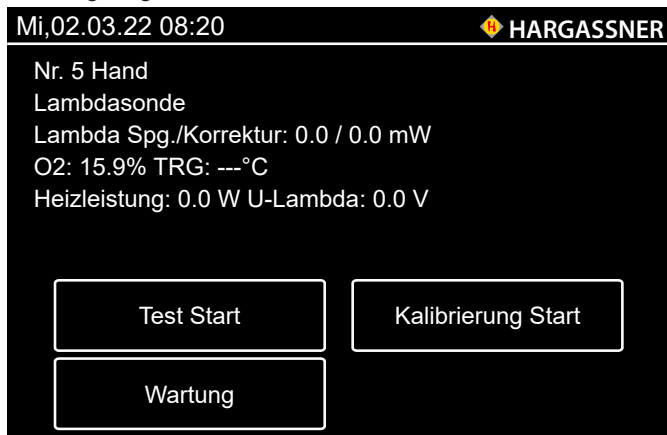 Mi,02.03.22 08:20 HARGASSNER
Nr. 5 Hand
Lambdasonde
Lambda Spg./Korrektur: 0.0 / 0.0 mW
O2: 15.9% TRG: ---°C
Heizleistung: 0.0 W U-Lambda: 0.0 V
Test Start Kalibrierung Start
Wartung